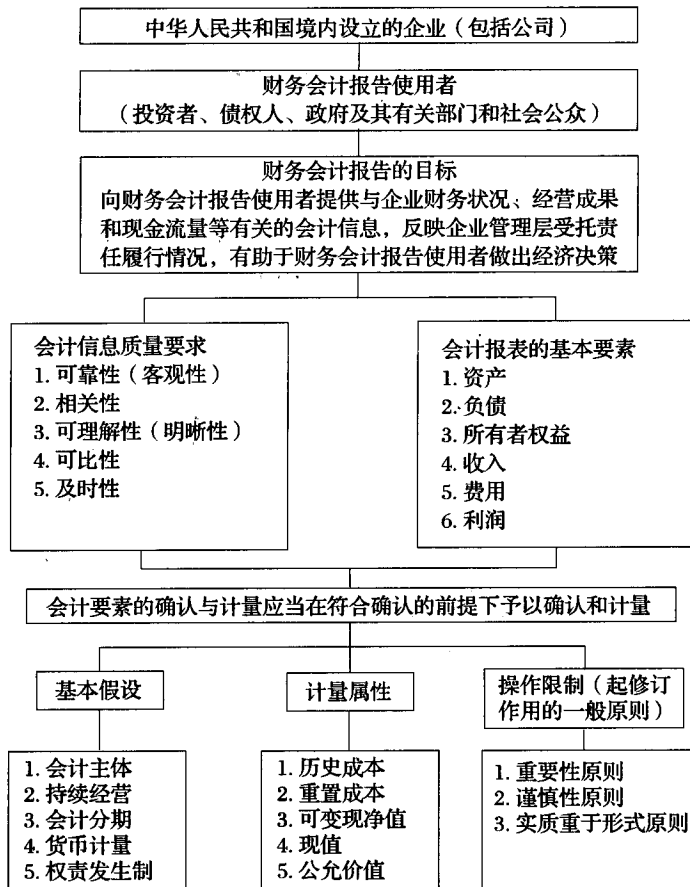 中华人民共和国境内设立的企业（包括公司）
财务会计报告使用者
（投资者、债权人、政府及其有关部门和社会公众）
财务会计报告的目标
向财务会计报告使用者提供与企业财务状况、经营成果
和现金流量等有关的会计信息，反映企业管理层受托责
任履行情况，有助于财务会计报告使用者做出经济决策
会计信息质量要求
1. 可靠性（客观性）
2. 相关性
3. 可理解性（明晰性）
4. 可比性
5. 及时性
会计报表的基本要素
1. 资产
2. 负债
3. 所有者权益
4. 收入
5. 费用
6. 利润
会计要素的确认与计量应当在符合确认的前提下予以确认和计量
基本假设
1. 会计主体
2. 持续经营
3. 会计分期
4. 货币计量
5. 权责发生制
计量属性
1. 历史成本
2. 重置成本
3. 可变现净值
4. 现值
5. 公允价值
操作限制（起修订
作用的一般原则）
1. 重要性原则
2. 谨慎性原则
3. 实质重于形式原则